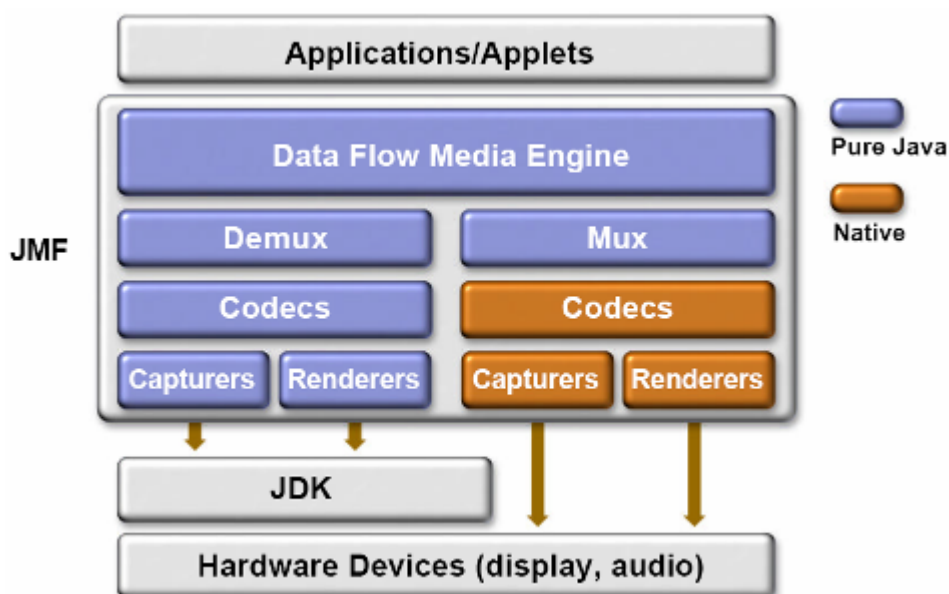 Applications/Applets
Data Flow Media Engine
Pure Java
Native
JMF
Demux
Mux
Codecs
Codecs
Capturers
Renderers
Capturers
Renderers
JDK
Hardware Devices (display, audio)